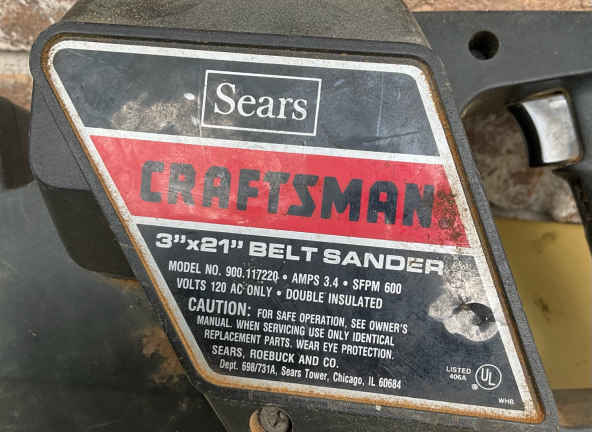 Sears
CRAFTSMAN
3"x21" BELT SANDER
MODEL NO. 900.117220 • AMPS 3.4 • SFPM 600
VOLTS 120 AC ONLY • DOUBLE INSULATED
CAUTION: FOR SAFE OPERATION, SEE OWNER'S
MANUAL. WHEN SERVICING USE ONLY IDENTICAL
REPLACEMENT PARTS. WEAR EYE PROTECTION.
SEARS, ROEBUCK AND CO.
Dept. 698/731A, Sears Tower, Chicago, IL 60684
LISTED
406A
UL
®
WHB